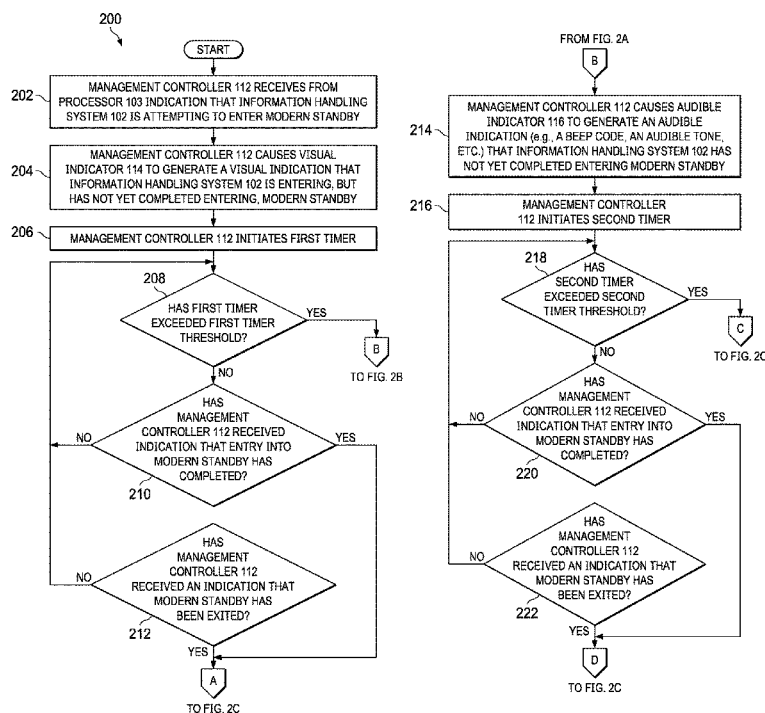 200
START
202
MANAGEMENT CONTROLLER 112 RECEIVES FROM
PROCESSOR 103 INDICATION THAT INFORMATION HANDLING
SYSTEM 102 IS ATTEMPTING TO ENTER MODERN STANDBY
204
MANAGEMENT CONTROLLER 112 CAUSES VISUAL
INDICATOR 114 TO GENERATE A VISUAL INDICATION THAT
INFORMATION HANDLING SYSTEM 102 IS ENTERING, BUT
HAS NOT YET COMPLETED ENTERING, MODERN STANDBY
206
MANAGEMENT CONTROLLER 112 INITIATES FIRST TIMER
208
HAS FIRST TIMER
EXCEEDED FIRST TIMER
THRESHOLD?
YES
B
TO FIG. 2B
NO
HAS
MANAGEMENT
CONTROLLER 112 RECEIVED
INDICATION THAT ENTRY INTO
MODERN STANDBY HAS
COMPLETED?
NO
YES
210
HAS
MANAGEMENT
CONTROLLER 112
RECEIVED AN INDICATION THAT
MODERN STANDBY HAS
BEEN EXITED?
NO
212
YES
A
TO FIG. 2C
FROM FIG. 2A
B
214
MANAGEMENT CONTROLLER 112 CAUSES AUDIBLE
INDICATOR 116 TO GENERATE AN AUDIBLE
INDICATION (e.g., A BEEP CODE, AN AUDIBLE TONE,
ETC.) THAT INFORMATION HANDLING SYSTEM 102 HAS
NOT YET COMPLETED ENTERING MODERN STANDBY
216
MANAGEMENT CONTROLLER
112 INITIATES SECOND TIMER
218
HAS
SECOND TIMER
EXCEEDED SECOND
TIMER THRESHOLD?
YES
C
TO FIG. 2C
NO
HAS
MANAGEMENT
CONTROLLER 112 RECEIVED
INDICATION THAT ENTRY INTO
MODERN STANDBY HAS
COMPLETED?
NO
YES
220
HAS
MANAGEMENT
CONTROLLER 112
RECEIVED AN INDICATION THAT
MODERN STANDBY HAS
BEEN EXITED?
NO
222
YES
D
TO FIG. 2C